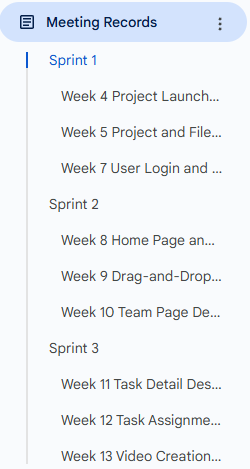 Meeting Records
Sprint 1
Week 4 Project Launch...
Week 5 Project and File...
Week 7 User Login and ...
Sprint 2
Week 8 Home Page an...
Week 9 Drag-and-Drop...
Week 10 Team Page De...
Sprint 3
Week 11 Task Detail Des...
Week 12 Task Assignme...
Week 13 Video Creation...